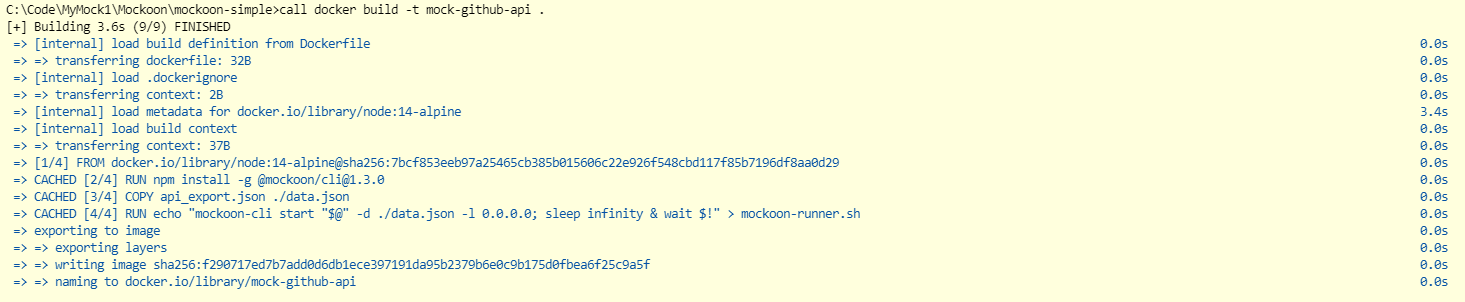 C:\Code\MyMock1\Mockoon\mockoon-simple>call docker build -t mock-github-api .
[+] Building 3.6s (9/9) FINISHED
=> [internal] load build definition from Dockerfile 0.0s
=> => transferring dockerfile: 32B 0.0s
=> [internal] load .dockerignore 0.0s
=> => transferring context: 2B 0.0s
=> [internal] load metadata for docker.io/library/node:14-alpine 3.4s
=> [internal] load build context 0.0s
=> => transferring context: 37B 0.0s
=> [1/4] FROM docker.io/library/node:14-alpine@sha256:7bcf853eeb97a25465cb385b015606c22e926f548cbd117f85b7196df8aa0d29 0.0s
=> CACHED [2/4] RUN npm install -g @mockoon/cli@1.3.0 0.0s
=> CACHED [3/4] COPY api_export.json ./data.json 0.0s
=> CACHED [4/4] RUN echo "mockoon-cli start "$@" -d ./data.json -l 0.0.0.0; sleep infinity & wait $!" > mockoon-runner.sh 0.0s
=> exporting to image 0.0s
=> => exporting layers 0.0s
=> => writing image sha256:f290717ed7b7add0d6db1ece397191da95b2379b6e0c9b175d0fbea6f25c9a5f 0.0s
=> => naming to docker.io/library/mock-github-api 0.0s